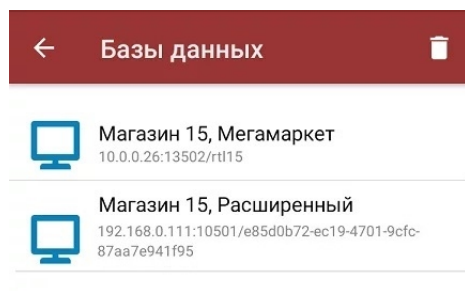 Базы данных
Магазин 15, Мегамаркет
10.0.0.26:13502/rtl15
Магазин 15, Расширенный
192.168.0.111:10501/e85d0b72-ec19-4701-9cfc-
87aa7e941f95